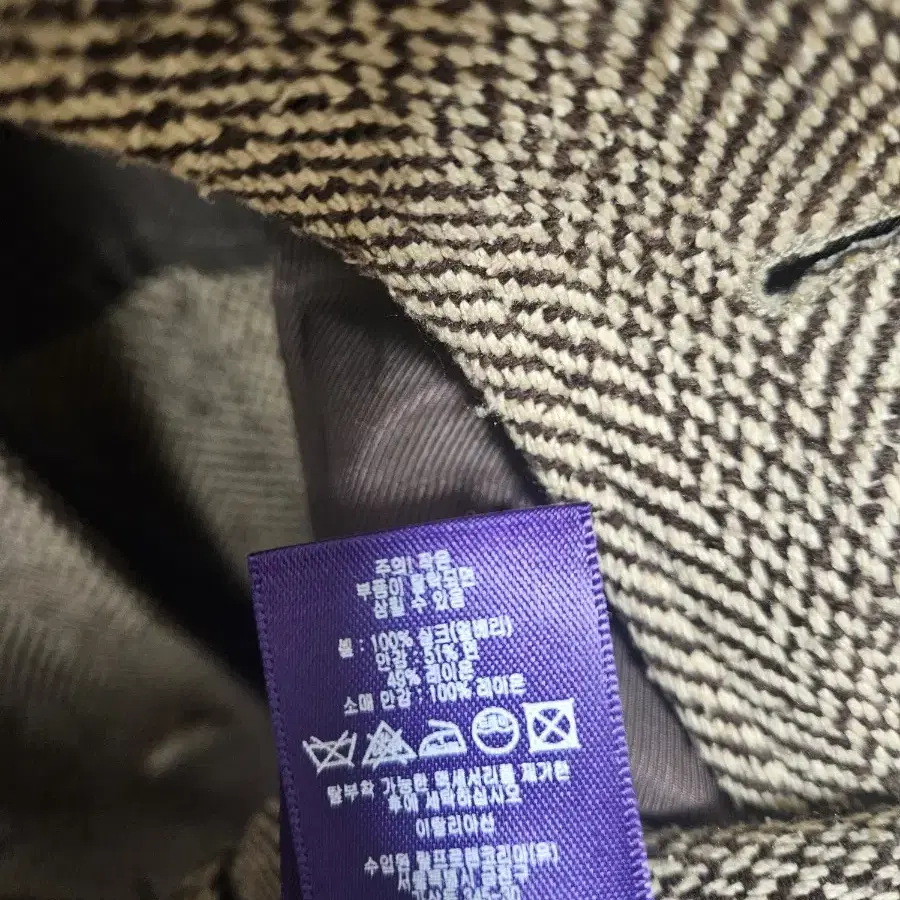 주의! 작은
부품이 탈락되면
삼킬 수 있음
겉 : 100% 실크(멀베리)
안감 : 51% 면
49% 레이온
소매 안감 : 100% 레이온
탈부착 가능한 액세서리를 제거한
후에 세탁하십시오
이탈리아산
수입원 랄프로렌코리아(유)